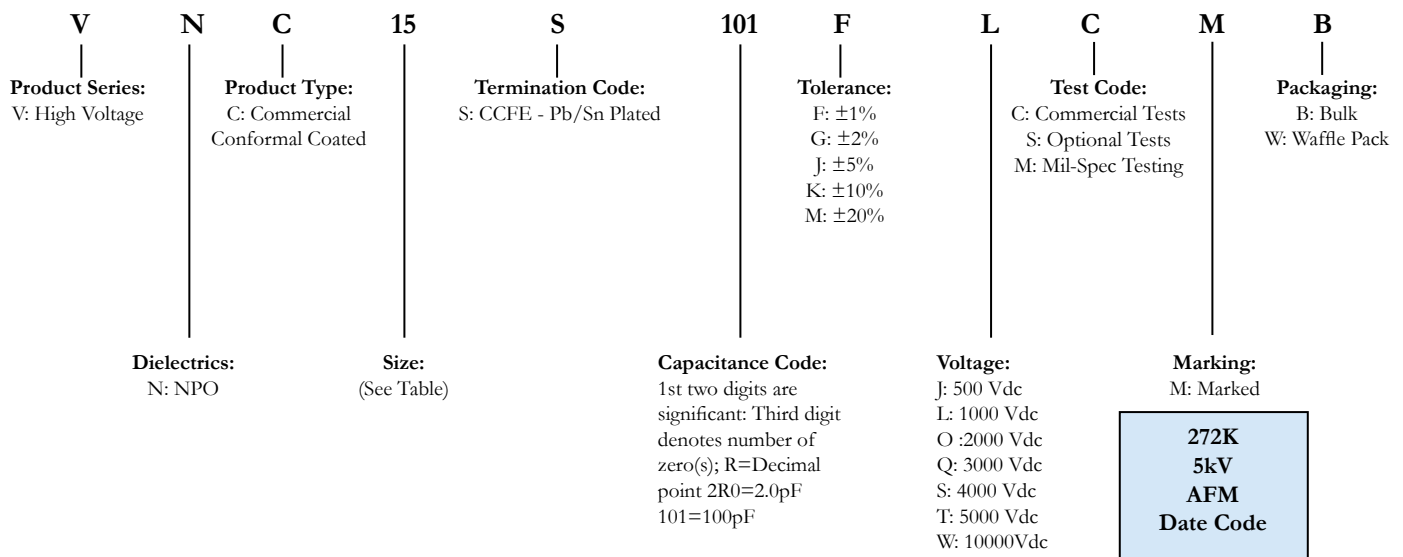 V N C 15 S 101 F L C M B
Product Series:
V: High Voltage
Product Type:
C: Commercial
Conformal Coated
Termination Code:
S: CCFE - Pb/Sn Plated
Tolerance:
F: ±1%
G: ±2%
J: ±5%
K: ±10%
M: ±20%
Test Code:
C: Commercial Tests
S: Optional Tests
M: Mil-Spec Testing
Packaging:
B: Bulk
W: Waffle Pack
Dielectrics:
N: NPO
Size:
(See Table)
Capacitance Code:
1st two digits are
significant: Third digit
denotes number of
zero(s); R=Decimal
point 2R0=2.0pF
101=100pF
Voltage:
J: 500 Vdc
L: 1000 Vdc
O :2000 Vdc
Q: 3000 Vdc
S: 4000 Vdc
T: 5000 Vdc
W: 10000Vdc
Marking:
M: Marked
272K
5kV
AFM
Date Code